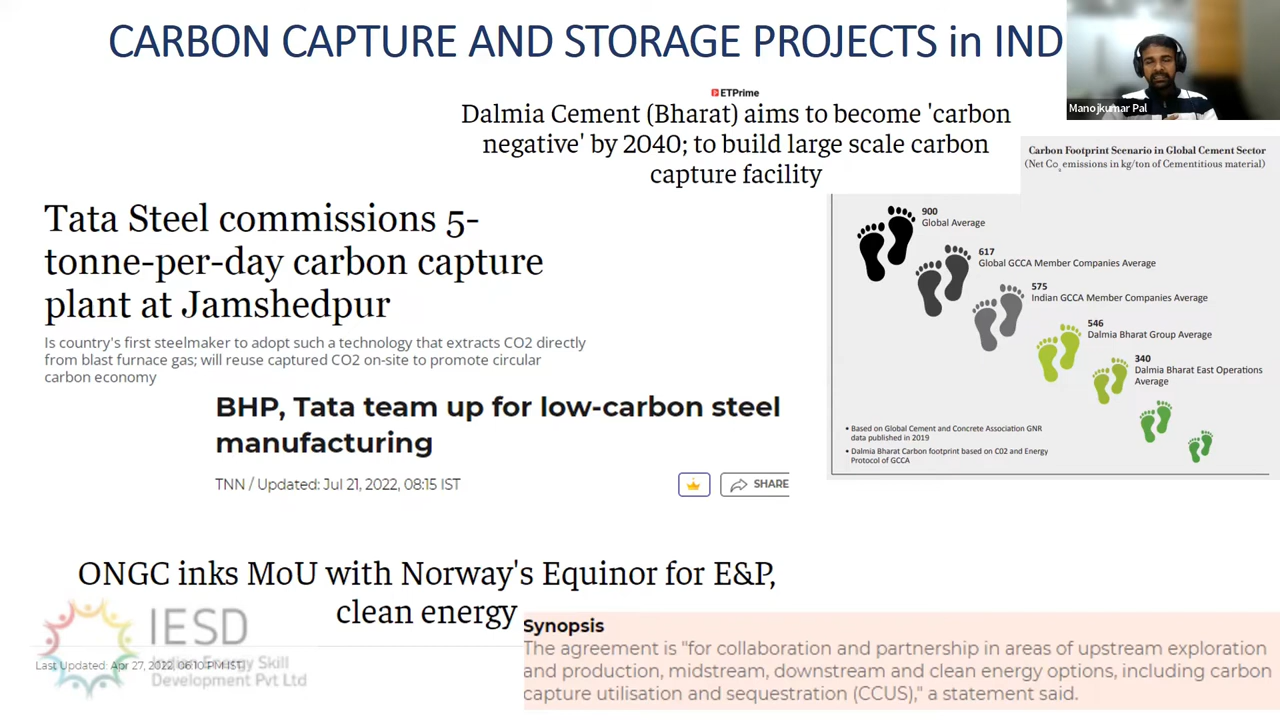 CARBON CAPTURE AND STORAGE PROJECTS in IND
Manojkumar Pal
ETPrime
Dalmia Cement (Bharat) aims to become 'carbon
negative' by 2040; to build large scale carbon
capture facility
Carbon Footprint Scenario in Global Cement Sector
(Net Co2 emissions in kg/ton of Cementitious material)
900
Global Average
617
Global GCCA Member Companies Average
575
Indian GCCA Member Companies Average
546
Dalmia Bharat Group Average
340
Dalmia Bharat East Operations
Average
• Based on Global Cement and Concrete Association GNR
data published in 2019
• Dalmia Bharat Carbon footprint based on C02 and Energy
Protocol of GCCA
Tata Steel commissions 5-
tonne-per-day carbon capture
plant at Jamshedpur
Is country's first steelmaker to adopt such a technology that extracts CO2 directly
from blast furnace gas; will reuse captured CO2 on-site to promote circular
carbon economy
BHP, Tata team up for low-carbon steel
manufacturing
TNN / Updated: Jul 21, 2022, 08:15 IST
SHARE
ONGC inks MoU with Norway's Equinor for E&P,
clean energy
IESD
Last Updated: Apr 27, 2022, 06:10 PM IST
Indian Energy Skill
Development Pvt Ltd
Synopsis
The agreement is "for collaboration and partnership in areas of upstream exploration
and production, midstream, downstream and clean energy options, including carbon
capture utilisation and sequestration (CCUS)," a statement said.